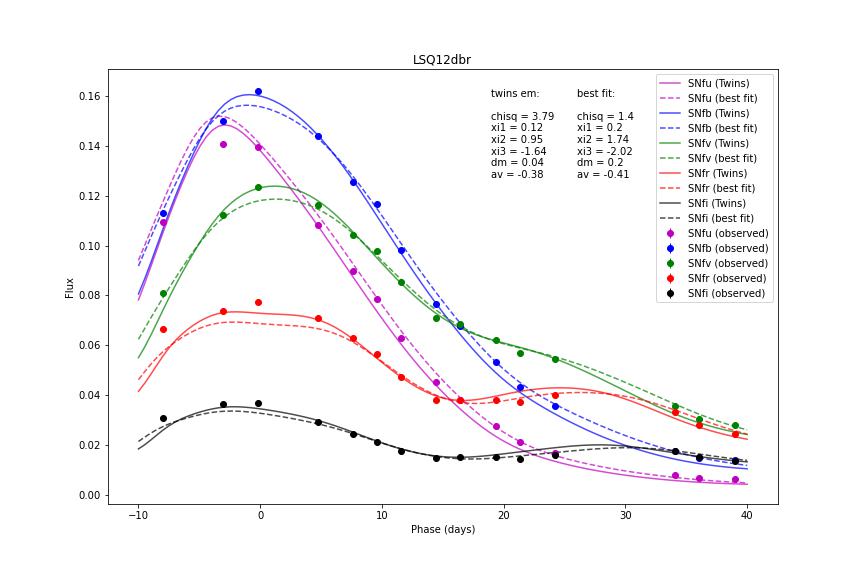 LSQ12dbr
twins em:
chisq = 3.79
xi1 = 0.12
xi2 = 0.95
xi3 = -1.64
dm = 0.04
av = -0.38
best fit:
chisq = 1.4
xi1 = 0.2
xi2 = 1.74
xi3 = -2.02
dm = 0.2
av = -0.41
SNfu (Twins)
SNfu (best fit)
SNfb (Twins)
SNfb (best fit)
SNfv (Twins)
SNfv (best fit)
SNfr (Twins)
SNfr (best fit)
SNfi (Twins)
SNfi (best fit)
SNfu (observed)
SNfb (observed)
SNfv (observed)
SNfr (observed)
SNfi (observed)
Flux
0.16
0.14
0.12
0.10
0.08
0.06
0.04
0.02
0.00
−10
0
10
20
30
40
Phase (days)